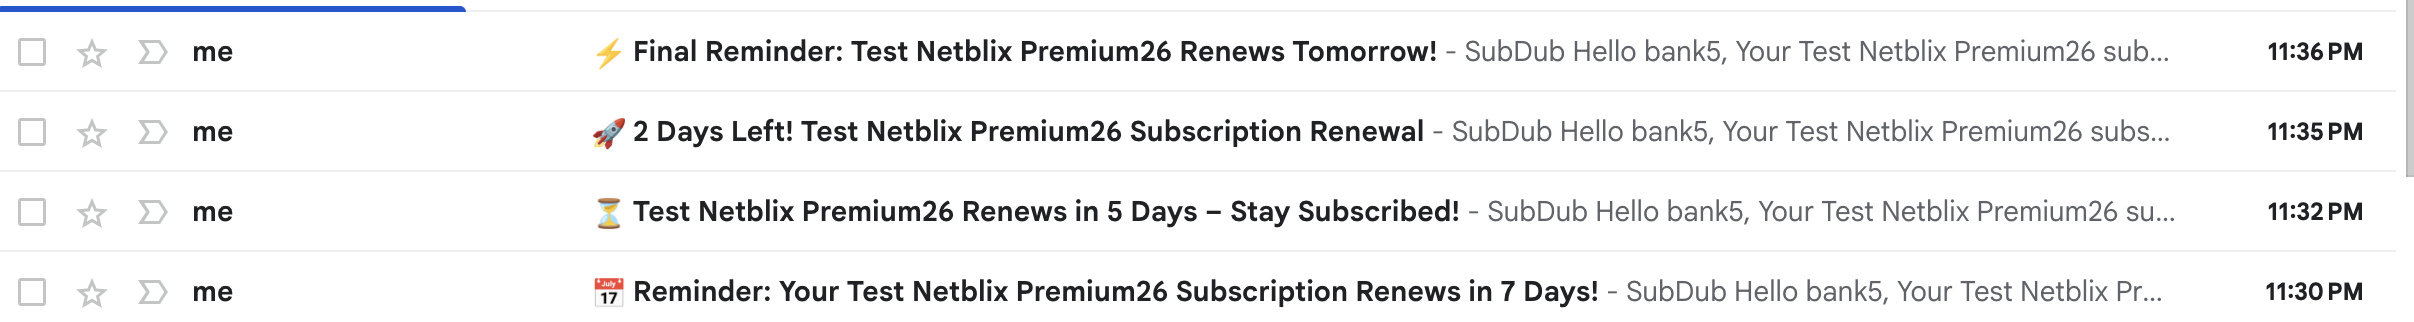 me ⚡ Final Reminder: Test Netblix Premium26 Renews Tomorrow! - SubDub Hello bank5, Your Test Netblix Premium26 sub... 11:36 PM
me 🚀 2 Days Left! Test Netblix Premium26 Subscription Renewal - SubDub Hello bank5, Your Test Netblix Premium26 subs... 11:35 PM
me ⏳ Test Netblix Premium26 Renews in 5 Days – Stay Subscribed! - SubDub Hello bank5, Your Test Netblix Premium26 su... 11:32 PM
me 📅 Reminder: Your Test Netblix Premium26 Subscription Renews in 7 Days! - SubDub Hello bank5, Your Test Netblix Pr... 11:30 PM